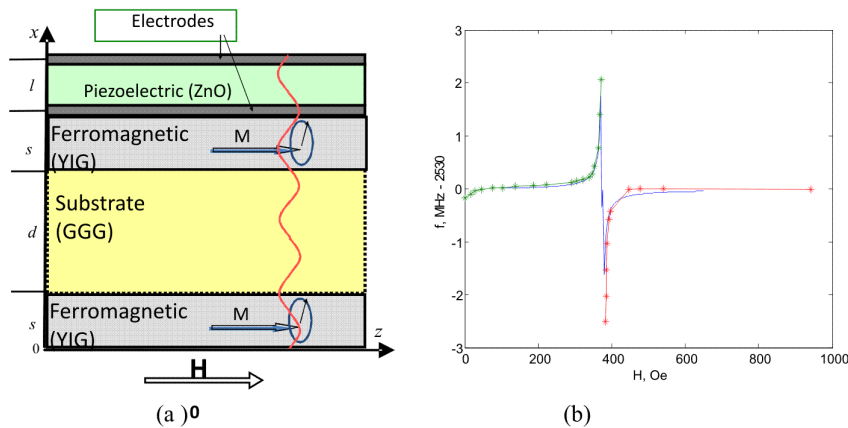 Electrodes
x
l
Piezoelectric (ZnO)
Ferromagnetic
(YIG)
M
s
Substrate
(GGG)
d
Ferromagnetic
(YIG)
M
s
0
z
H
(a )0
3
2
1
0
-1
-2
-3
f, MHz - 2530
0
200
400
600
800
1000
H, Oe
(b)